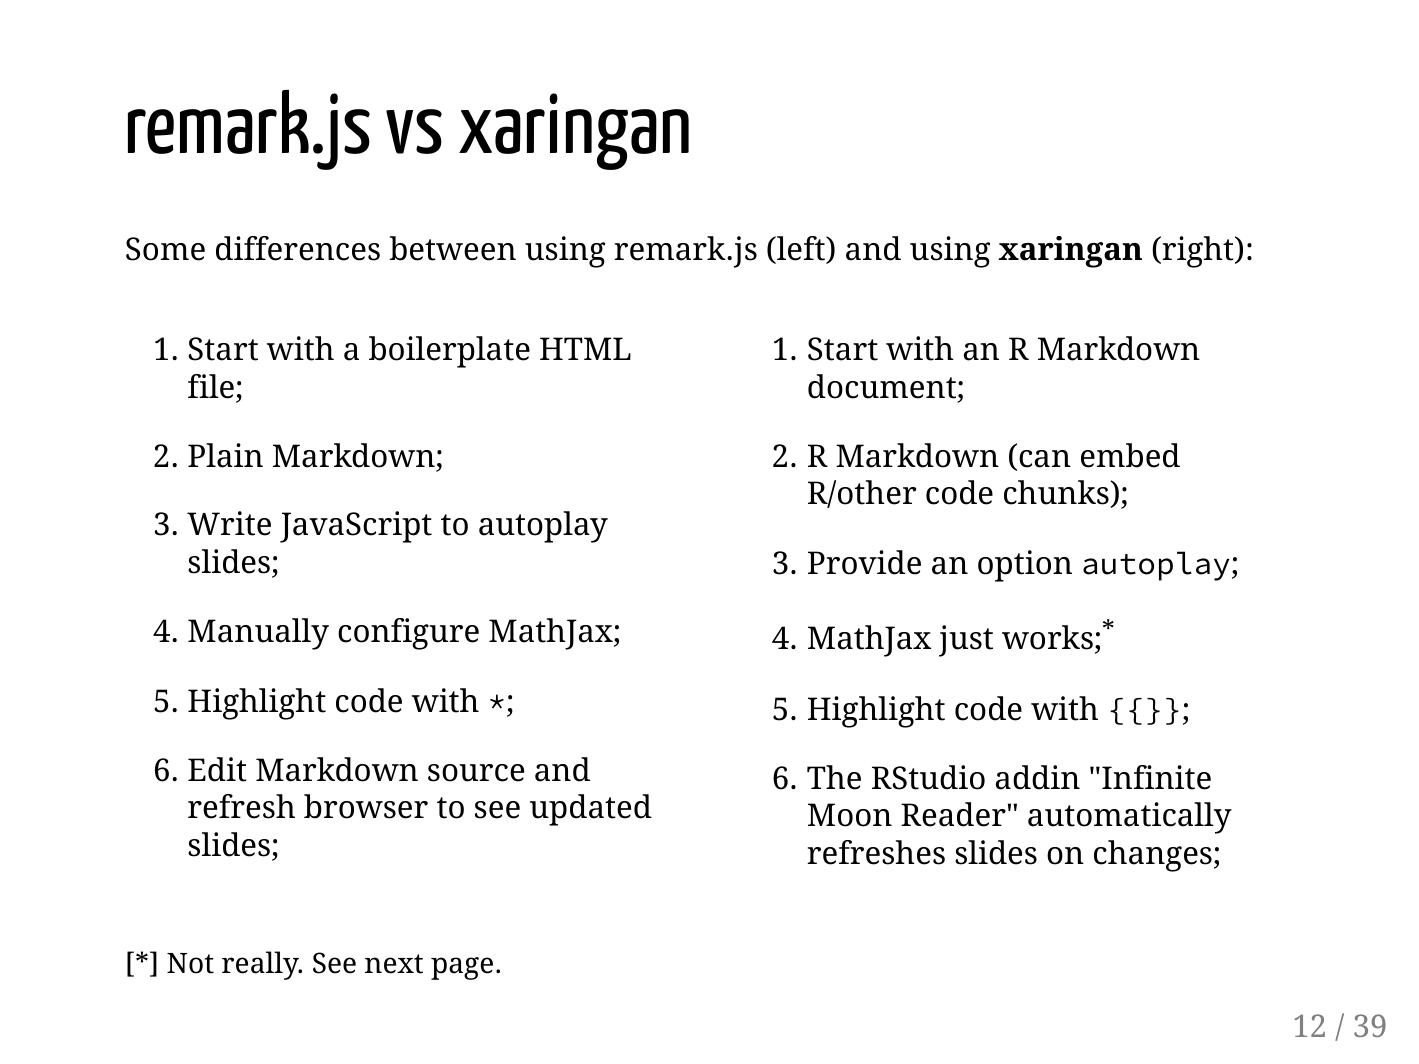 remark.js vs xaringan
Some differences between using remark.js (left) and using xaringan (right):
1. Start with a boilerplate HTML
file;
2. Plain Markdown;
3. Write JavaScript to autoplay
slides;
4. Manually configure MathJax;
5. Highlight code with *;
6. Edit Markdown source and
refresh browser to see updated
slides;
1. Start with an R Markdown
document;
2. R Markdown (can embed
R/other code chunks);
3. Provide an option autoplay;
4. MathJax just works;*
5. Highlight code with {{}};
6. The RStudio addin "Infinite
Moon Reader" automatically
refreshes slides on changes;
[*] Not really. See next page.
12 / 39